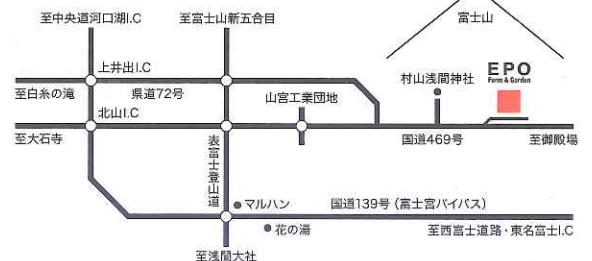 至中央道河口湖I.C
至富士山新五合目
富士山
上井出I.C
村山浅間神社
EPO
Farm & Garden
至白糸の滝
県道72号
山宮工業団地
北山I.C
至大石寺
国道469号
至御殿場
表富士登山道
マルハン
国道139号（富士宮バイパス）
花の湯
至西富士道路・東名富士I.C
至浅間大社